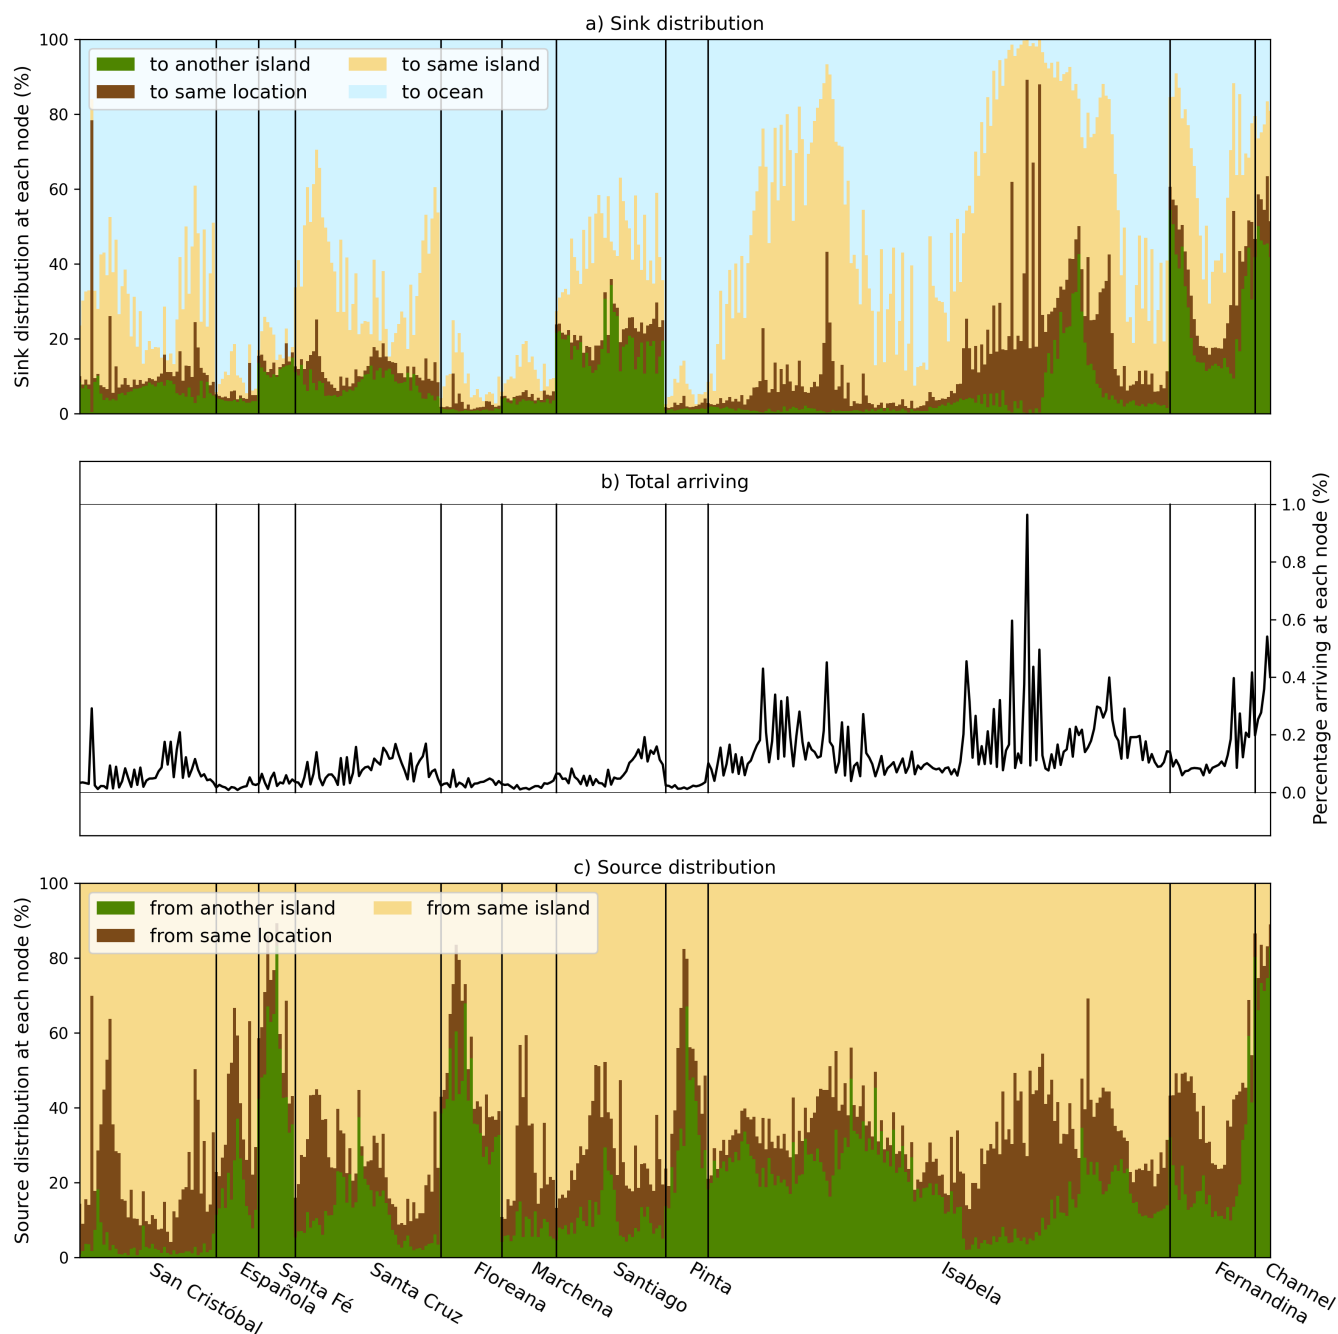 a) Sink distribution
Sink distribution at each node (%)
100
80
60
40
20
0
to another island
to same location
to same island
to ocean
b) Total arriving
1.0
0.8
0.6
0.4
0.2
0.0
Percentage arriving at each node (%)
c) Source distribution
Source distribution at each node (%)
100
80
60
40
20
0
from another island
from same location
from same island
San Cristóbal
Española
Santa Fé
Santa Cruz
Floreana
Marchena
Santiago
Pinta
Isabela
Fernandina
Channel